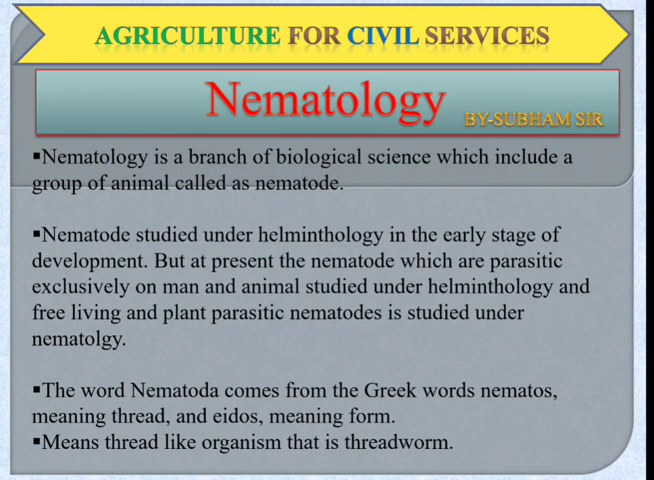 AGRICULTURE FOR CIVIL SERVICES
Nematology
BY-SUBHAM SIR
▪Nematology is a branch of biological science which include a
group of animal called as nematode.
▪Nematode studied under helminthology in the early stage of
development. But at present the nematode which are parasitic
exclusively on man and animal studied under helminthology and
free living and plant parasitic nematodes is studied under
nematolgy.
▪The word Nematoda comes from the Greek words nematos,
meaning thread, and eidos, meaning form.
▪Means thread like organism that is threadworm.